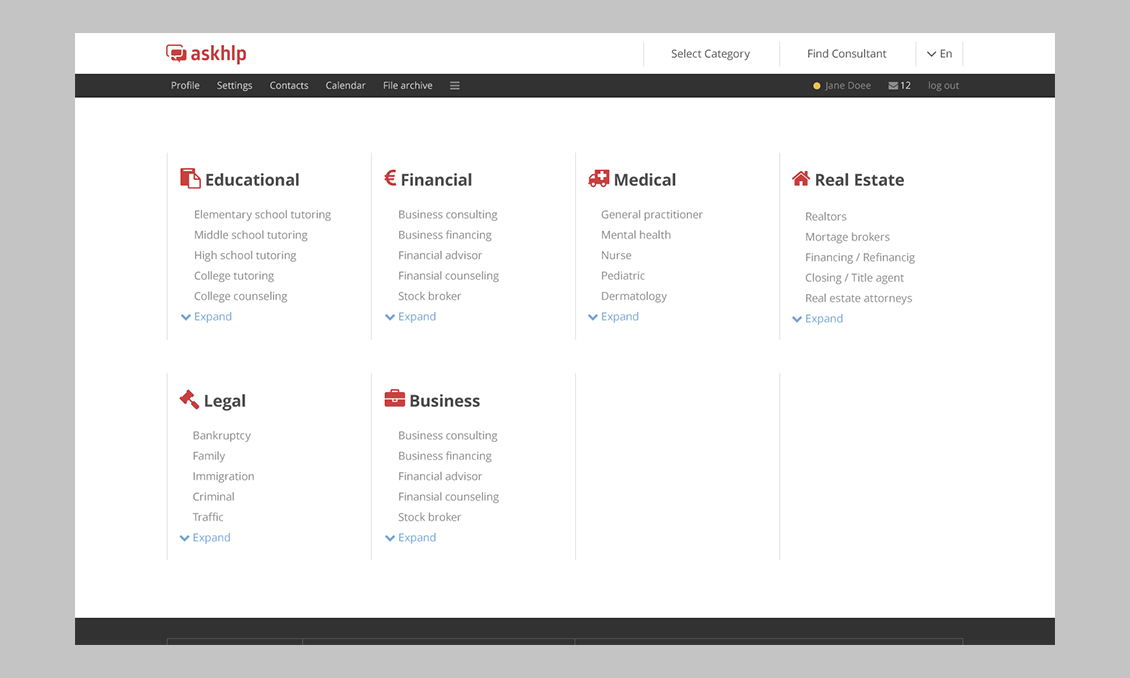 askhlp
Select Category
Find Consultant
En
Profile
Settings
Contacts
Calendar
File archive
Jane Doee
12
log out
Educational
Elementary school tutoring
Middle school tutoring
High school tutoring
College tutoring
College counseling
Expand
€ Financial
Business consulting
Business financing
Financial advisor
Finansial counseling
Stock broker
Expand
Medical
General practitioner
Mental health
Nurse
Pediatric
Dermatology
Expand
Real Estate
Realtors
Mortage brokers
Financing / Refinancig
Closing / Title agent
Real estate attorneys
Expand
Legal
Bankruptcy
Family
Immigration
Criminal
Traffic
Expand
Business
Business consulting
Business financing
Financial advisor
Finansial counseling
Stock broker
Expand